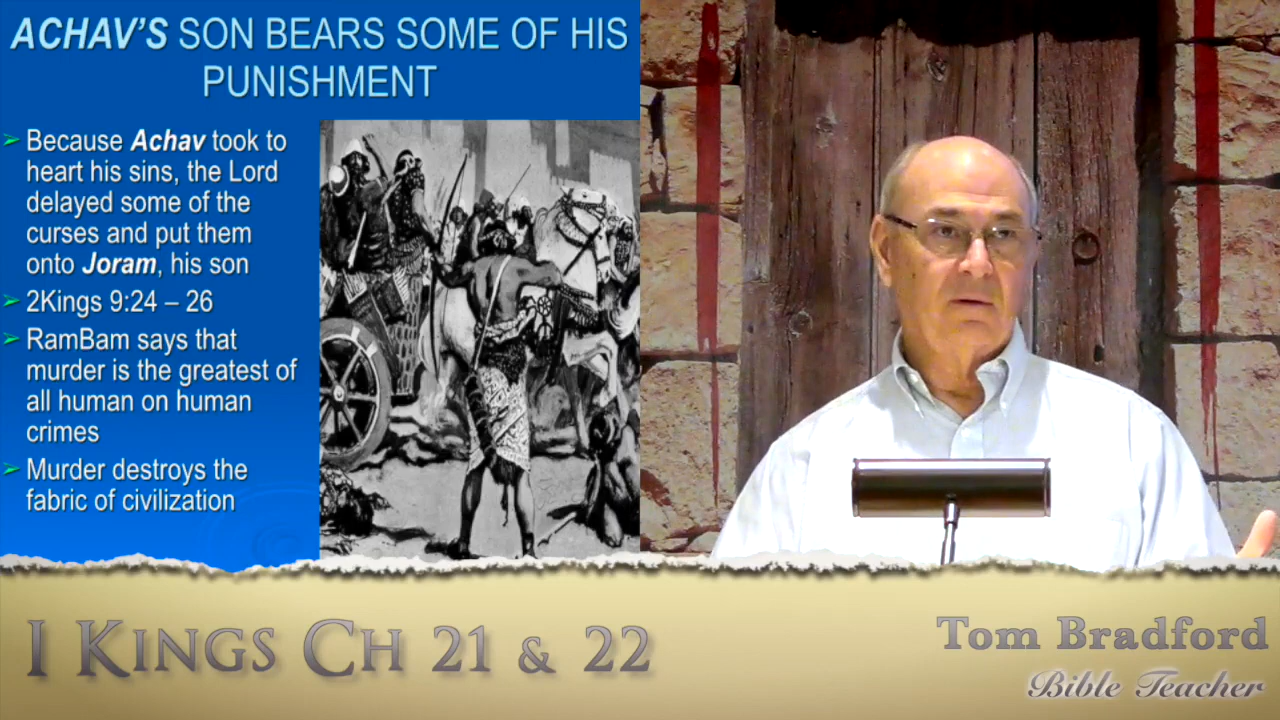 ACHAV'S SON BEARS SOME OF HIS
PUNISHMENT
➢ Because Achav took to
heart his sins, the Lord
delayed some of the
curses and put them
onto Joram, his son
➢ 2Kings 9:24 – 26
➢ RamBam says that
murder is the greatest of
all human on human
crimes
➢ Murder destroys the
fabric of civilization
I KINGS CH 21 & 22
Tom Bradford
Bible Teacher